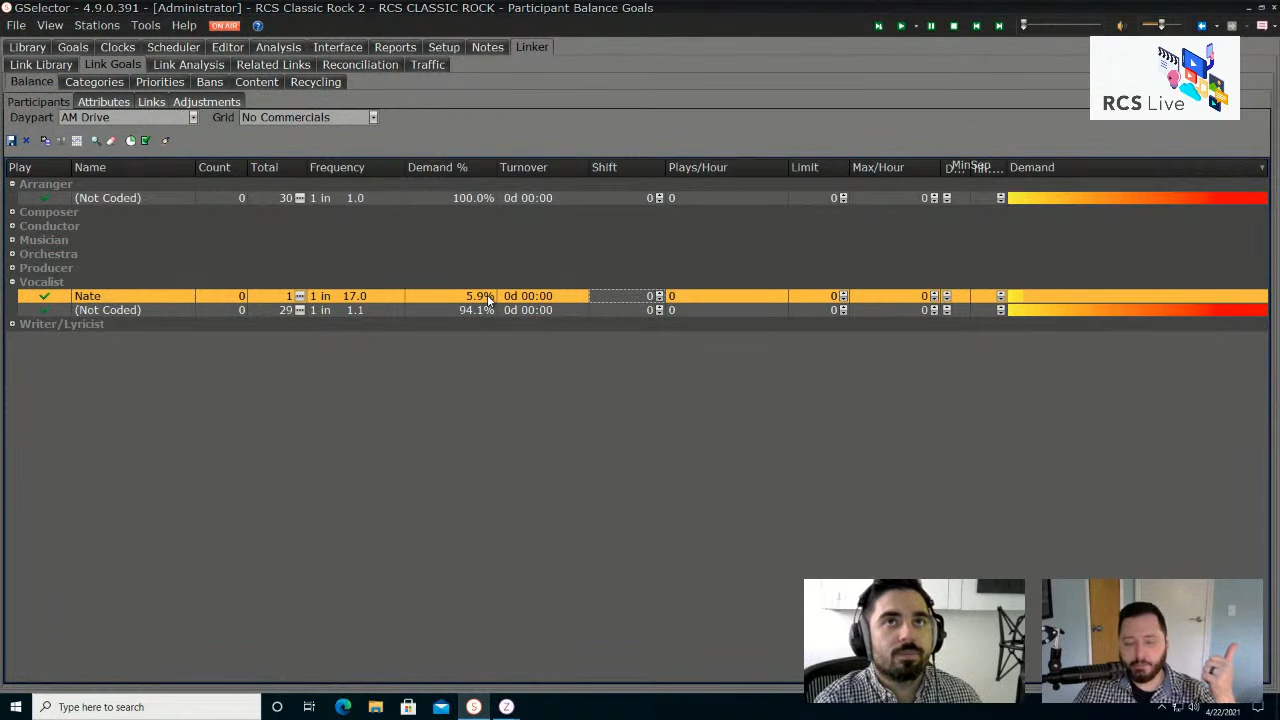 GSelector - 4.9.0.391 - [Administrator] - RCS Classic Rock 2 - RCS CLASSIC ROCK - Participant Balance Goals
File View Stations Tools ON AIR Help
Library Goals Clocks Scheduler Editor Analysis Interface Reports Setup Notes Linker
Link Library Link Goals Link Analysis Related Links Reconciliation Traffic
Balance Categories Priorities Bans Content Recycling
RCS Live
Participants Attributes Links Adjustments
Daypart AM Drive Grid No Commercials
Play Name Count Total Frequency Demand % Turnover Shift Plays/Hour Limit Max/Hour MinSep D... Hr... Demand
Arranger
(Not Coded) 0 30 1 in 1.0 100.0% 0d 00:00 0 0 0 0
Composer
Conductor
Musician
Orchestra
Producer
Vocalist
Nate 0 1 1 in 17.0 5.9% 0d 00:00 0 0 0 0
(Not Coded) 0 29 1 in 1.1 94.1% 0d 00:00 0 0 0 0
Writer/Lyricist
Type here to search
S Z
4/22/2021